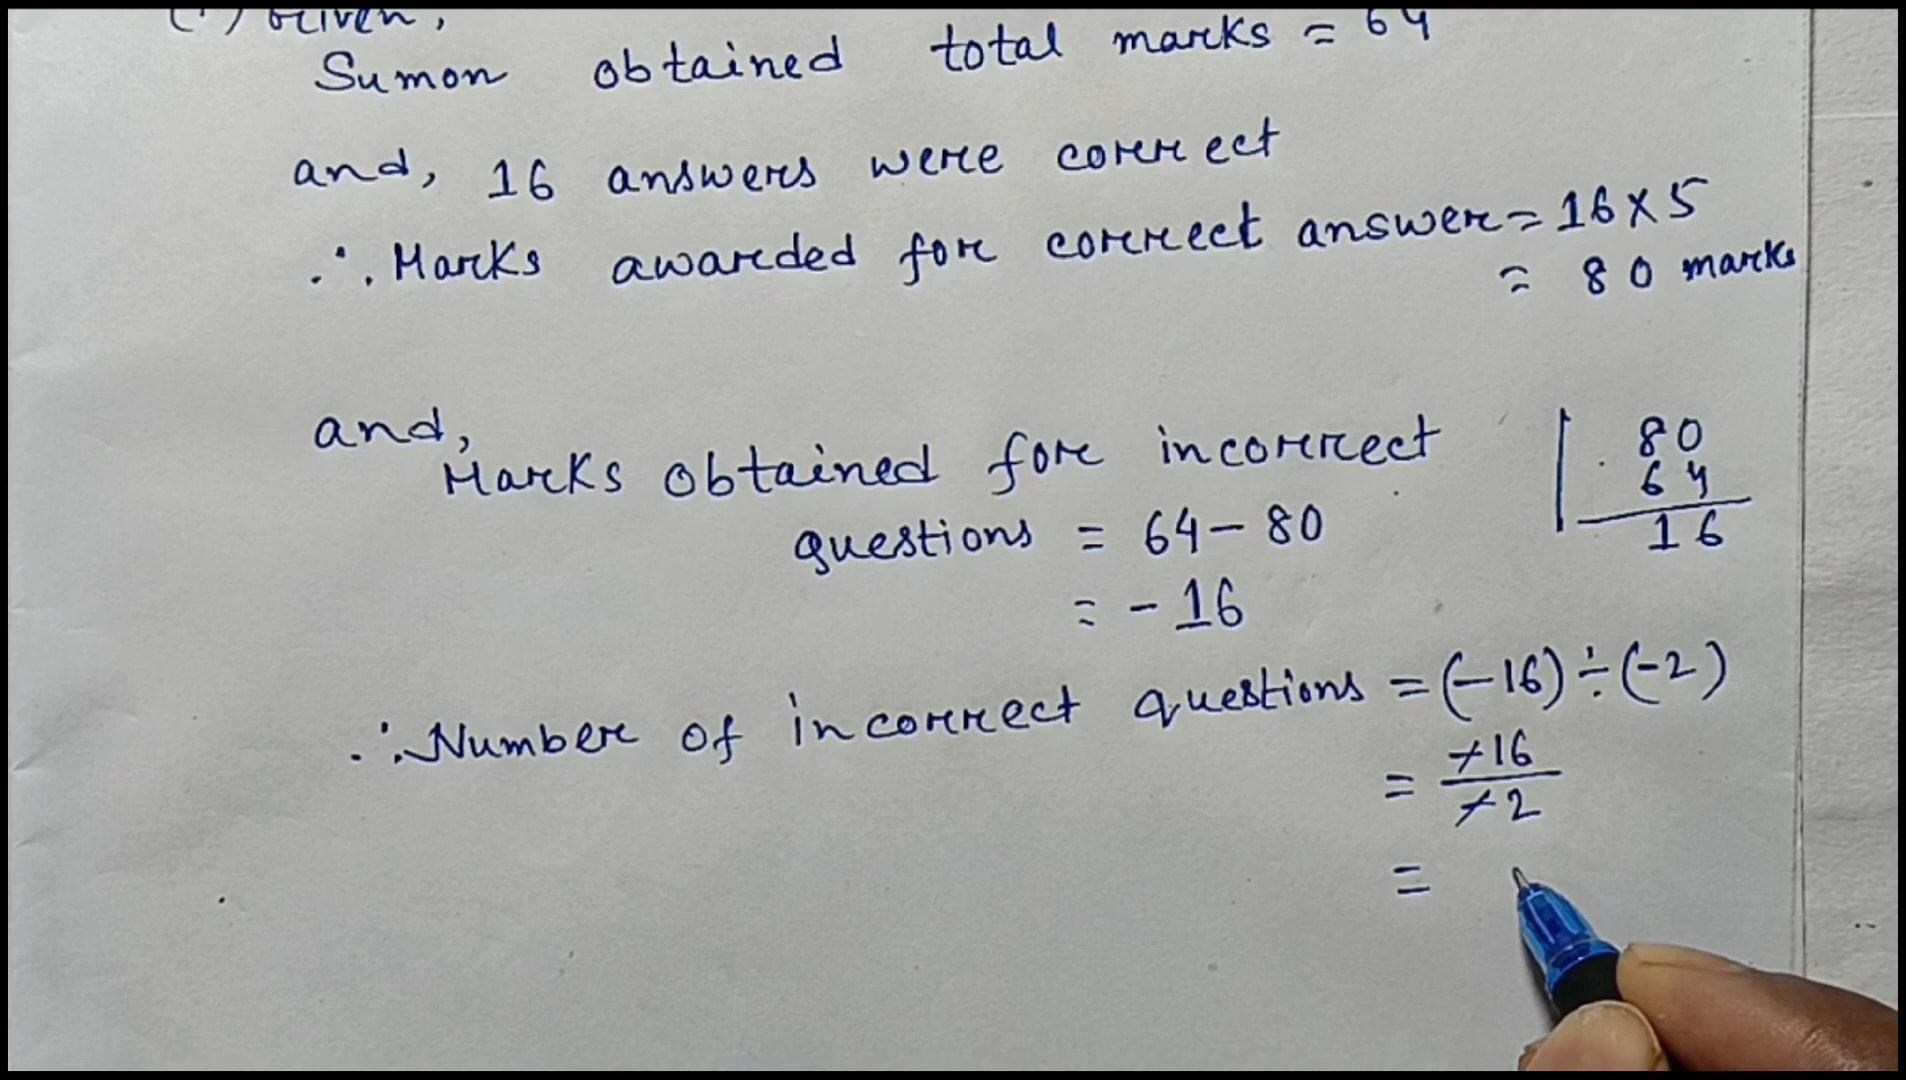 (i) Given,
Sumon obtained total marks = 64
and, 16 answers were correct
∴ Marks awarded for correct answer = 16 × 5
= 80 marks
and,
Marks obtained for incorrect
questions = 64 - 80
= - 16
80
64
16
∴ Number of incorrect questions = (-16) ÷ (-2)
= -16/-2
=